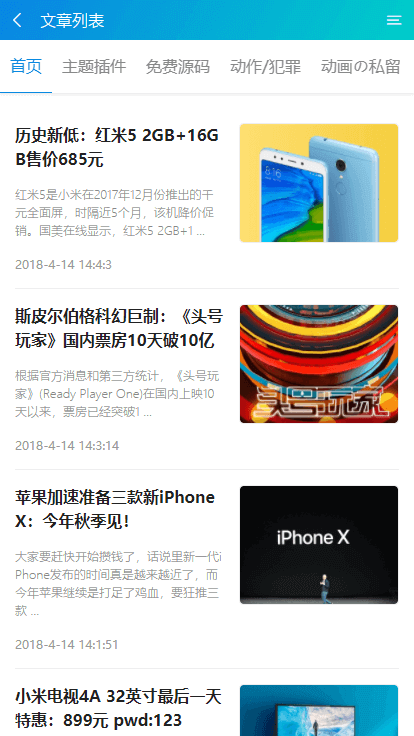 文章列表
首页 主题插件 免费源码 动作/犯罪 动画の私留
历史新低：红米5 2GB+16G
B售价685元
红米5是小米在2017年12月份推出的千
元全面屏，时隔近5个月，该机降价促
销。国美在线显示，红米5 2GB+1 ...
2018-4-14 14:4:3
8:16
斯皮尔伯格科幻巨制：《头号
玩家》国内票房10天破10亿
根据官方消息和第三方统计，《头号玩
家》(Ready Player One)在国内上映10
天以来，票房已经突破1 ...
2018-4-14 14:3:14
头号玩家
苹果加速准备三款新iPhone
X：今年秋季见！
大家要赶快开始攒钱了，话说里新一代i
Phone发布的时间真是越来越近了，而
今年苹果继续是打足了鸡血，要狂推三
款 ...
2018-4-14 14:1:51
iPhone X
小米电视4A 32英寸最后一天
特惠：899元 pwd:123